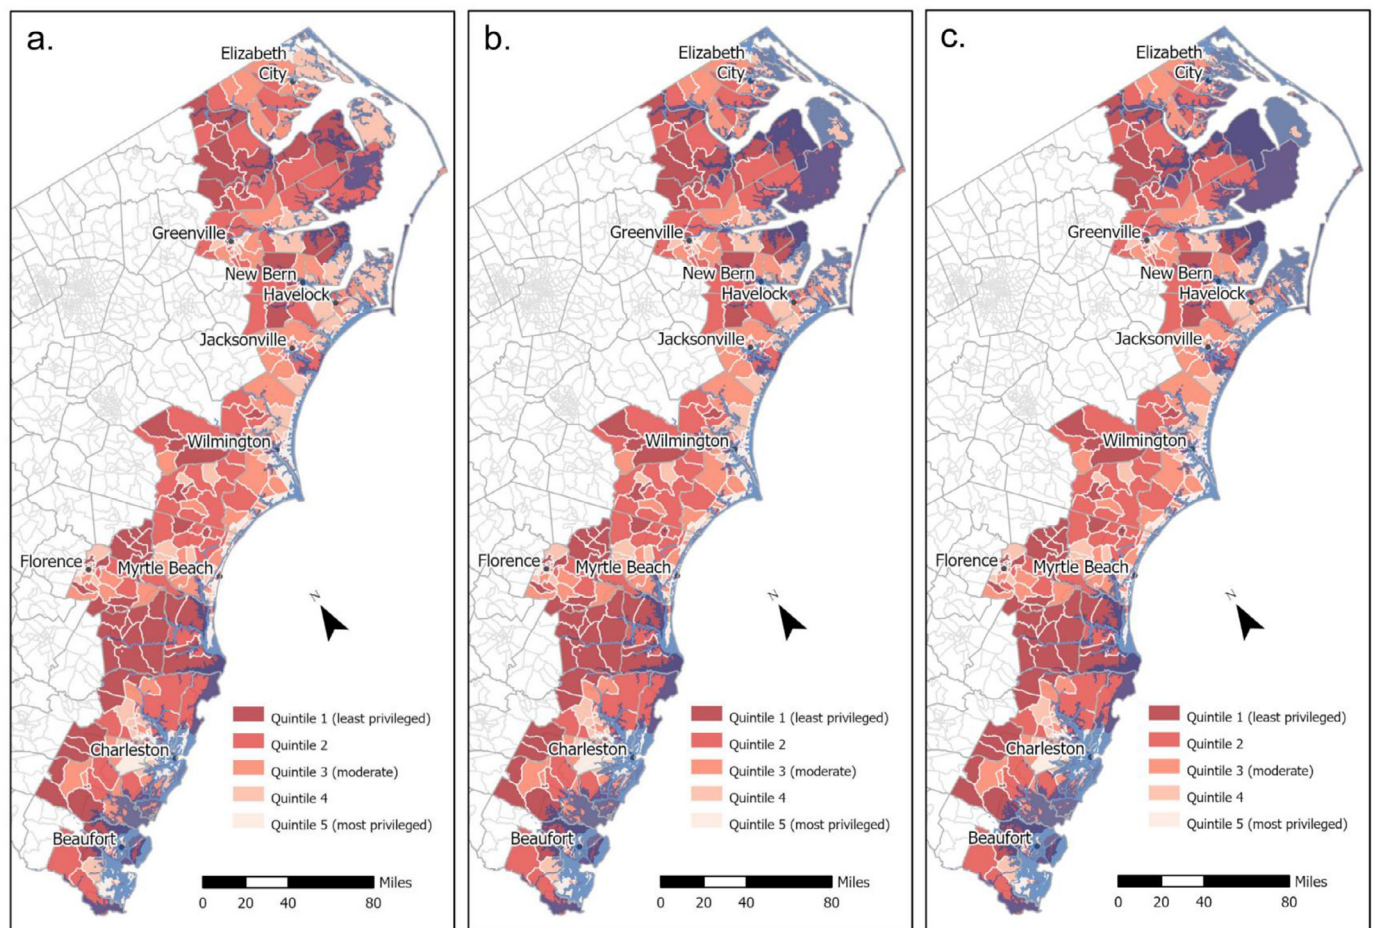 a.
Elizabeth
City
Greenville
New Bern
Havelock
Jacksonville
Wilmington
Florence
Myrtle Beach
N
Quintile 1 (least privileged)
Quintile 2
Charleston
Quintile 3 (moderate)
Quintile 4
Quintile 5 (most privileged)
Beaufort
Miles
0 20 40 80
b.
Elizabeth
City
Greenville
New Bern
Havelock
Jacksonville
Wilmington
Florence
Myrtle Beach
N
Quintile 1 (least privileged)
Quintile 2
Charleston
Quintile 3 (moderate)
Quintile 4
Quintile 5 (most privileged)
Beaufort
Miles
0 20 40 80
c.
Elizabeth
City
Greenville
New Bern
Havelock
Jacksonville
Wilmington
Florence
Myrtle Beach
N
Quintile 1 (least privileged)
Quintile 2
Charleston
Quintile 3 (moderate)
Quintile 4
Quintile 5 (most privileged)
Beaufort
Miles
0 20 40 80